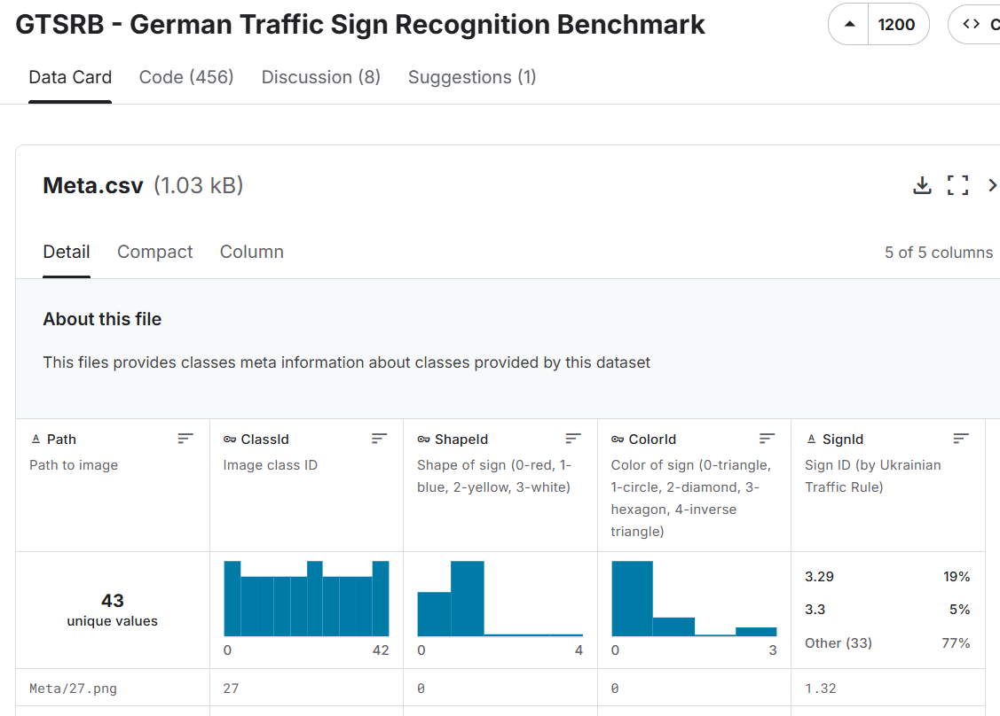 GTSRB - German Traffic Sign Recognition Benchmark
1200
<> C
Data Card
Code (456)
Discussion (8)
Suggestions (1)
Meta.csv (1.03 kB)
Detail
Compact
Column
5 of 5 columns
About this file
This files provides classes meta information about classes provided by this dataset
A Path
Path to image
ClassId
Image class ID
ShapeId
Shape of sign (0-red, 1-
blue, 2-yellow, 3-white)
ColorId
Color of sign (0-triangle,
1-circle, 2-diamond, 3-
hexagon, 4-inverse
triangle)
A SignId
Sign ID (by Ukrainian
Traffic Rule)
43
unique values
0 42
0 4
0 3
3.29 19%
3.3 5%
Other (33) 77%
Meta/27.png 27 0 0 1.32